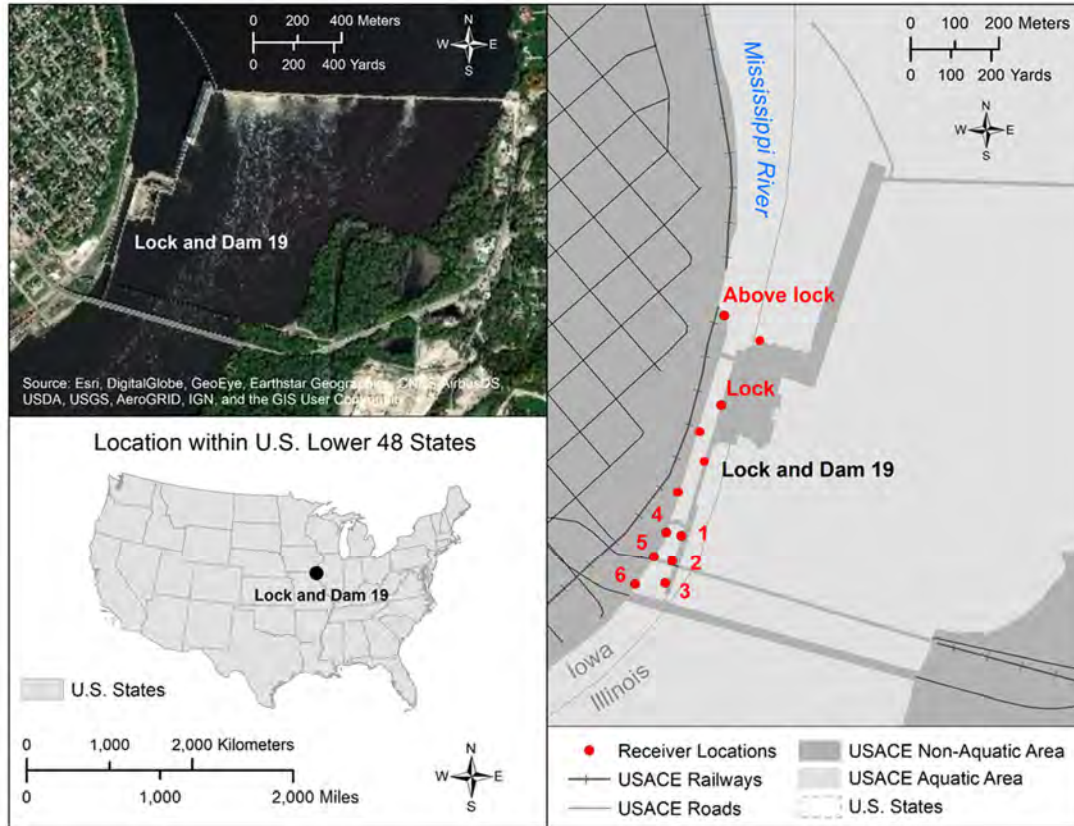 0 200 400 Meters
0 200 400 Yards
N
W E
S
Lock and Dam 19
Source: Esri, DigitalGlobe, GeoEye, Earthstar Geographics, CNES/Airbus DS,
USDA, USGS, AeroGRID, IGN, and the GIS User Community
Location within U.S. Lower 48 States
Lock and Dam 19
U.S. States
0 1,000 2,000 Kilometers
0 1,000 2,000 Miles
N
W E
S
0 100 200 Meters
0 100 200 Yards
N
W E
S
Mississippi River
Above lock
Lock
Lock and Dam 19
4 1
5 2
6 3
Iowa
Illinois
Receiver Locations
USACE Railways
USACE Roads
USACE Non-Aquatic Area
USACE Aquatic Area
U.S. States